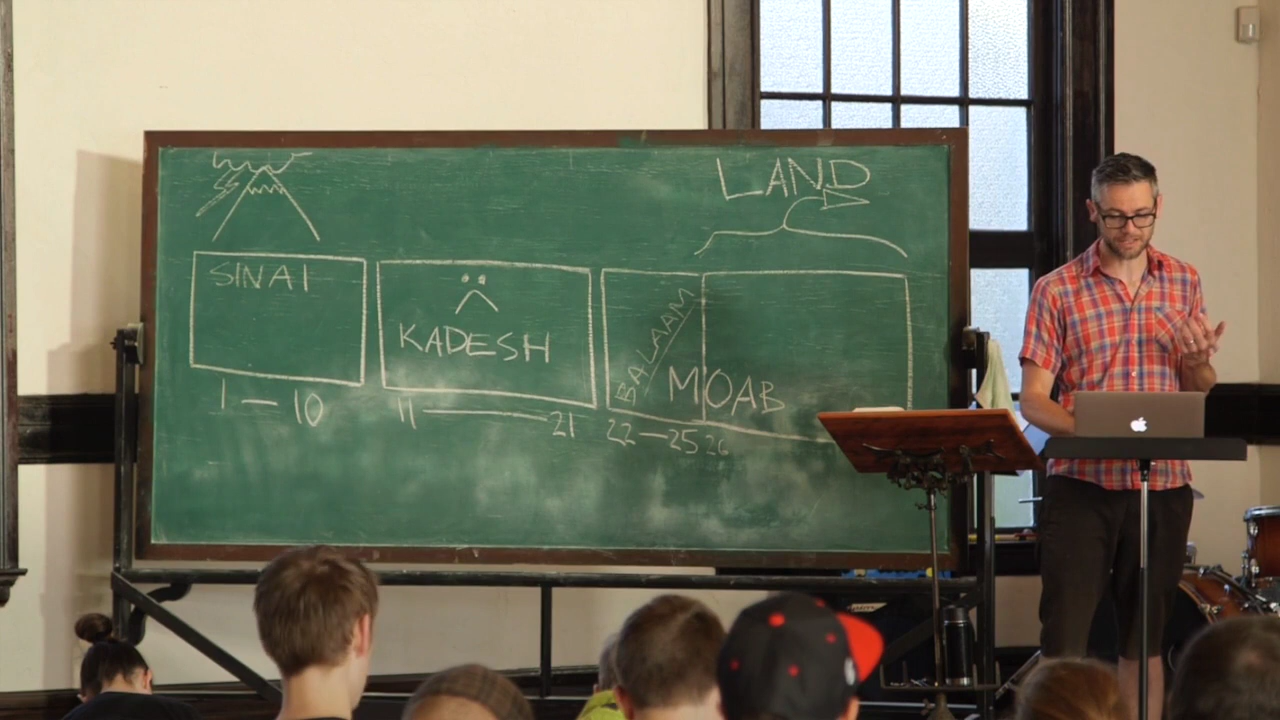 LAND
SINAI
KADESH
BALAAM
MOAB
1 — 10
11 — 21
22 — 25 26